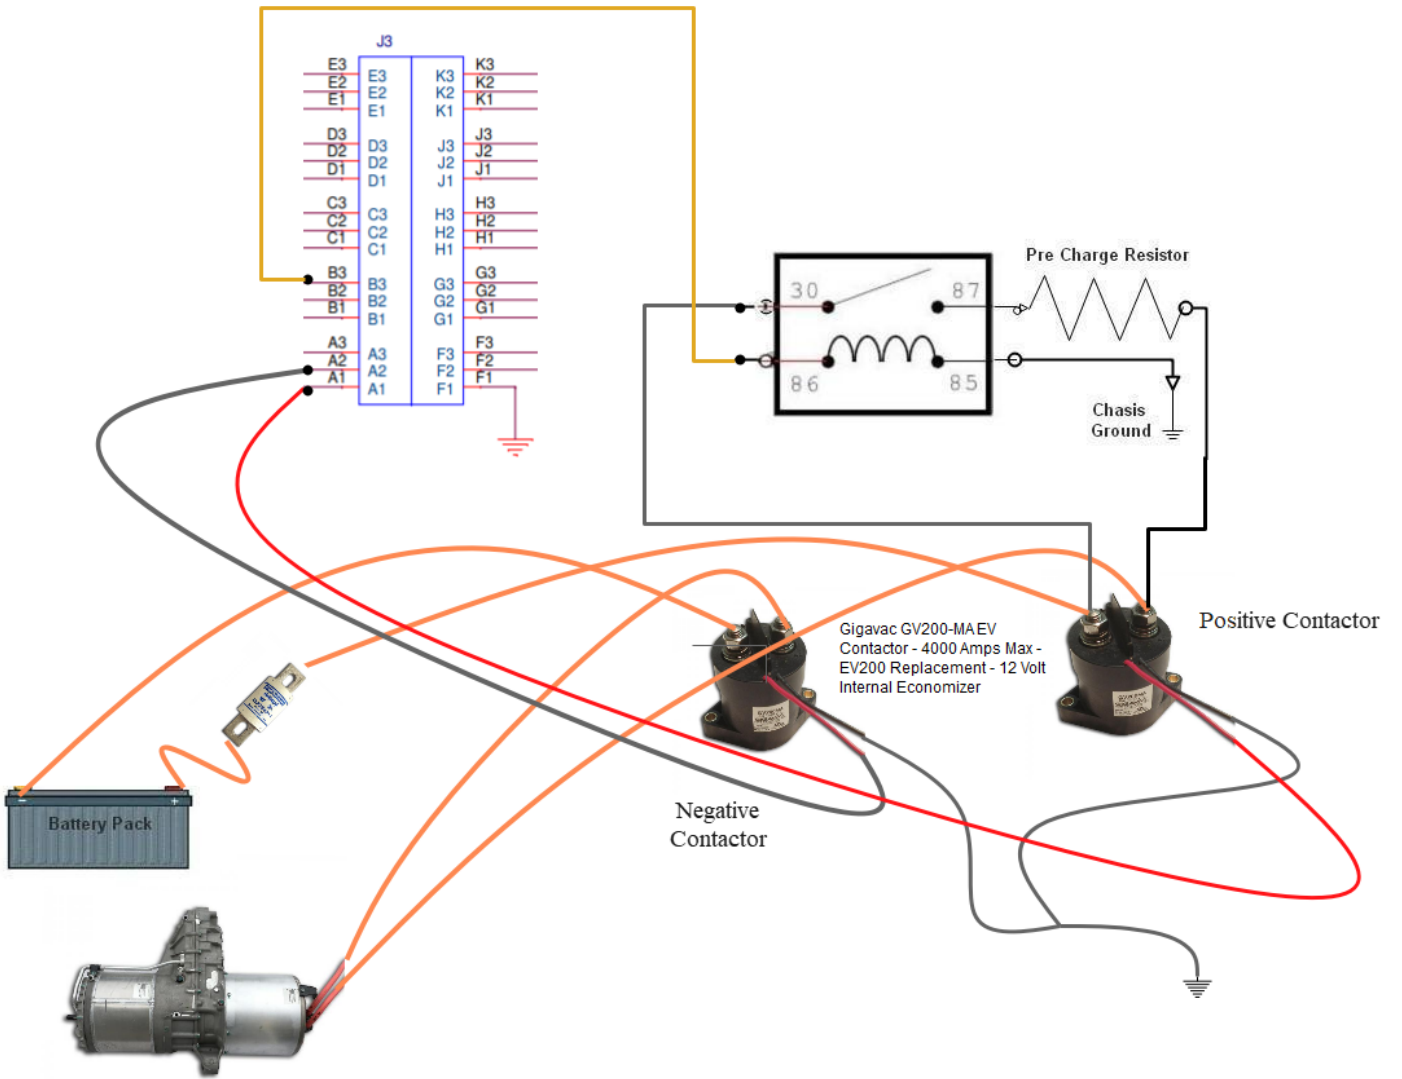 J3
E3 E3 K3 K3
E2 E2 K2 K2
E1 E1 K1 K1
D3 D3 J3 J3
D2 D2 J2 J2
D1 D1 J1 J1
C3 C3 H3 H3
C2 C2 H2 H2
C1 C1 H1 H1
B3 B3 G3 G3
B2 B2 G2 G2
B1 B1 G1 G1
A3 A3 F3 F3
A2 A2 F2 F2
A1 A1 F1 F1
Pre Charge Resistor
30 87
86 85
Chasis
Ground
Positive Contactor
Gigavac GV200-MA EV
Contactor - 4000 Amps Max -
EV200 Replacement - 12 Volt
Internal Economizer
Negative
Contactor
- +
Battery Pack